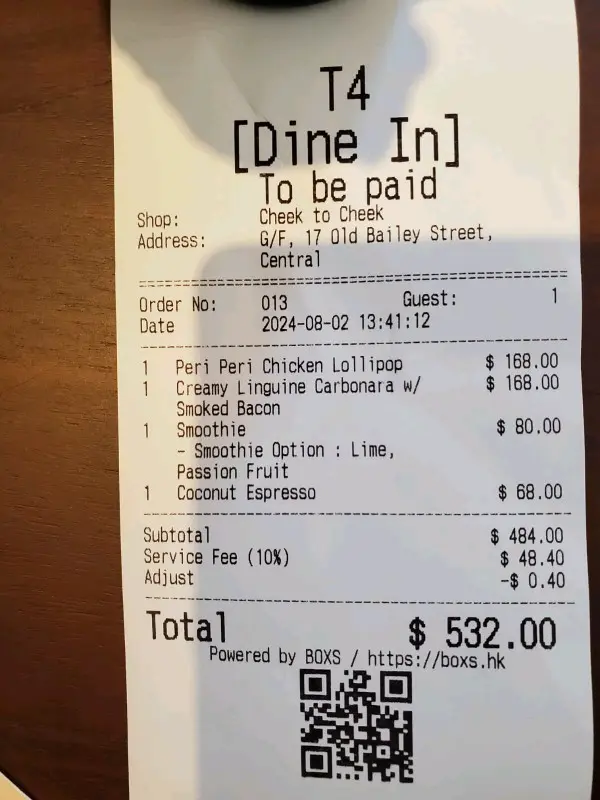 T4
[Dine In]
To be paid
Shop: Cheek to Cheek
Address: G/F, 17 Old Bailey Street,
Central
Order No: 013 Guest: 1
Date 2024-08-02 13:41:12
1 Peri Peri Chicken Lollipop $ 168.00
1 Creamy Linguine Carbonara w/ $ 168.00
Smoked Bacon
1 Smoothie $ 80.00
- Smoothie Option : Lime,
Passion Fruit
1 Coconut Espresso $ 68.00
Subtotal $ 484.00
Service Fee (10%) $ 48.40
Adjust -$ 0.40
Total $ 532.00
Powered by BOXS / https://boxs.hk